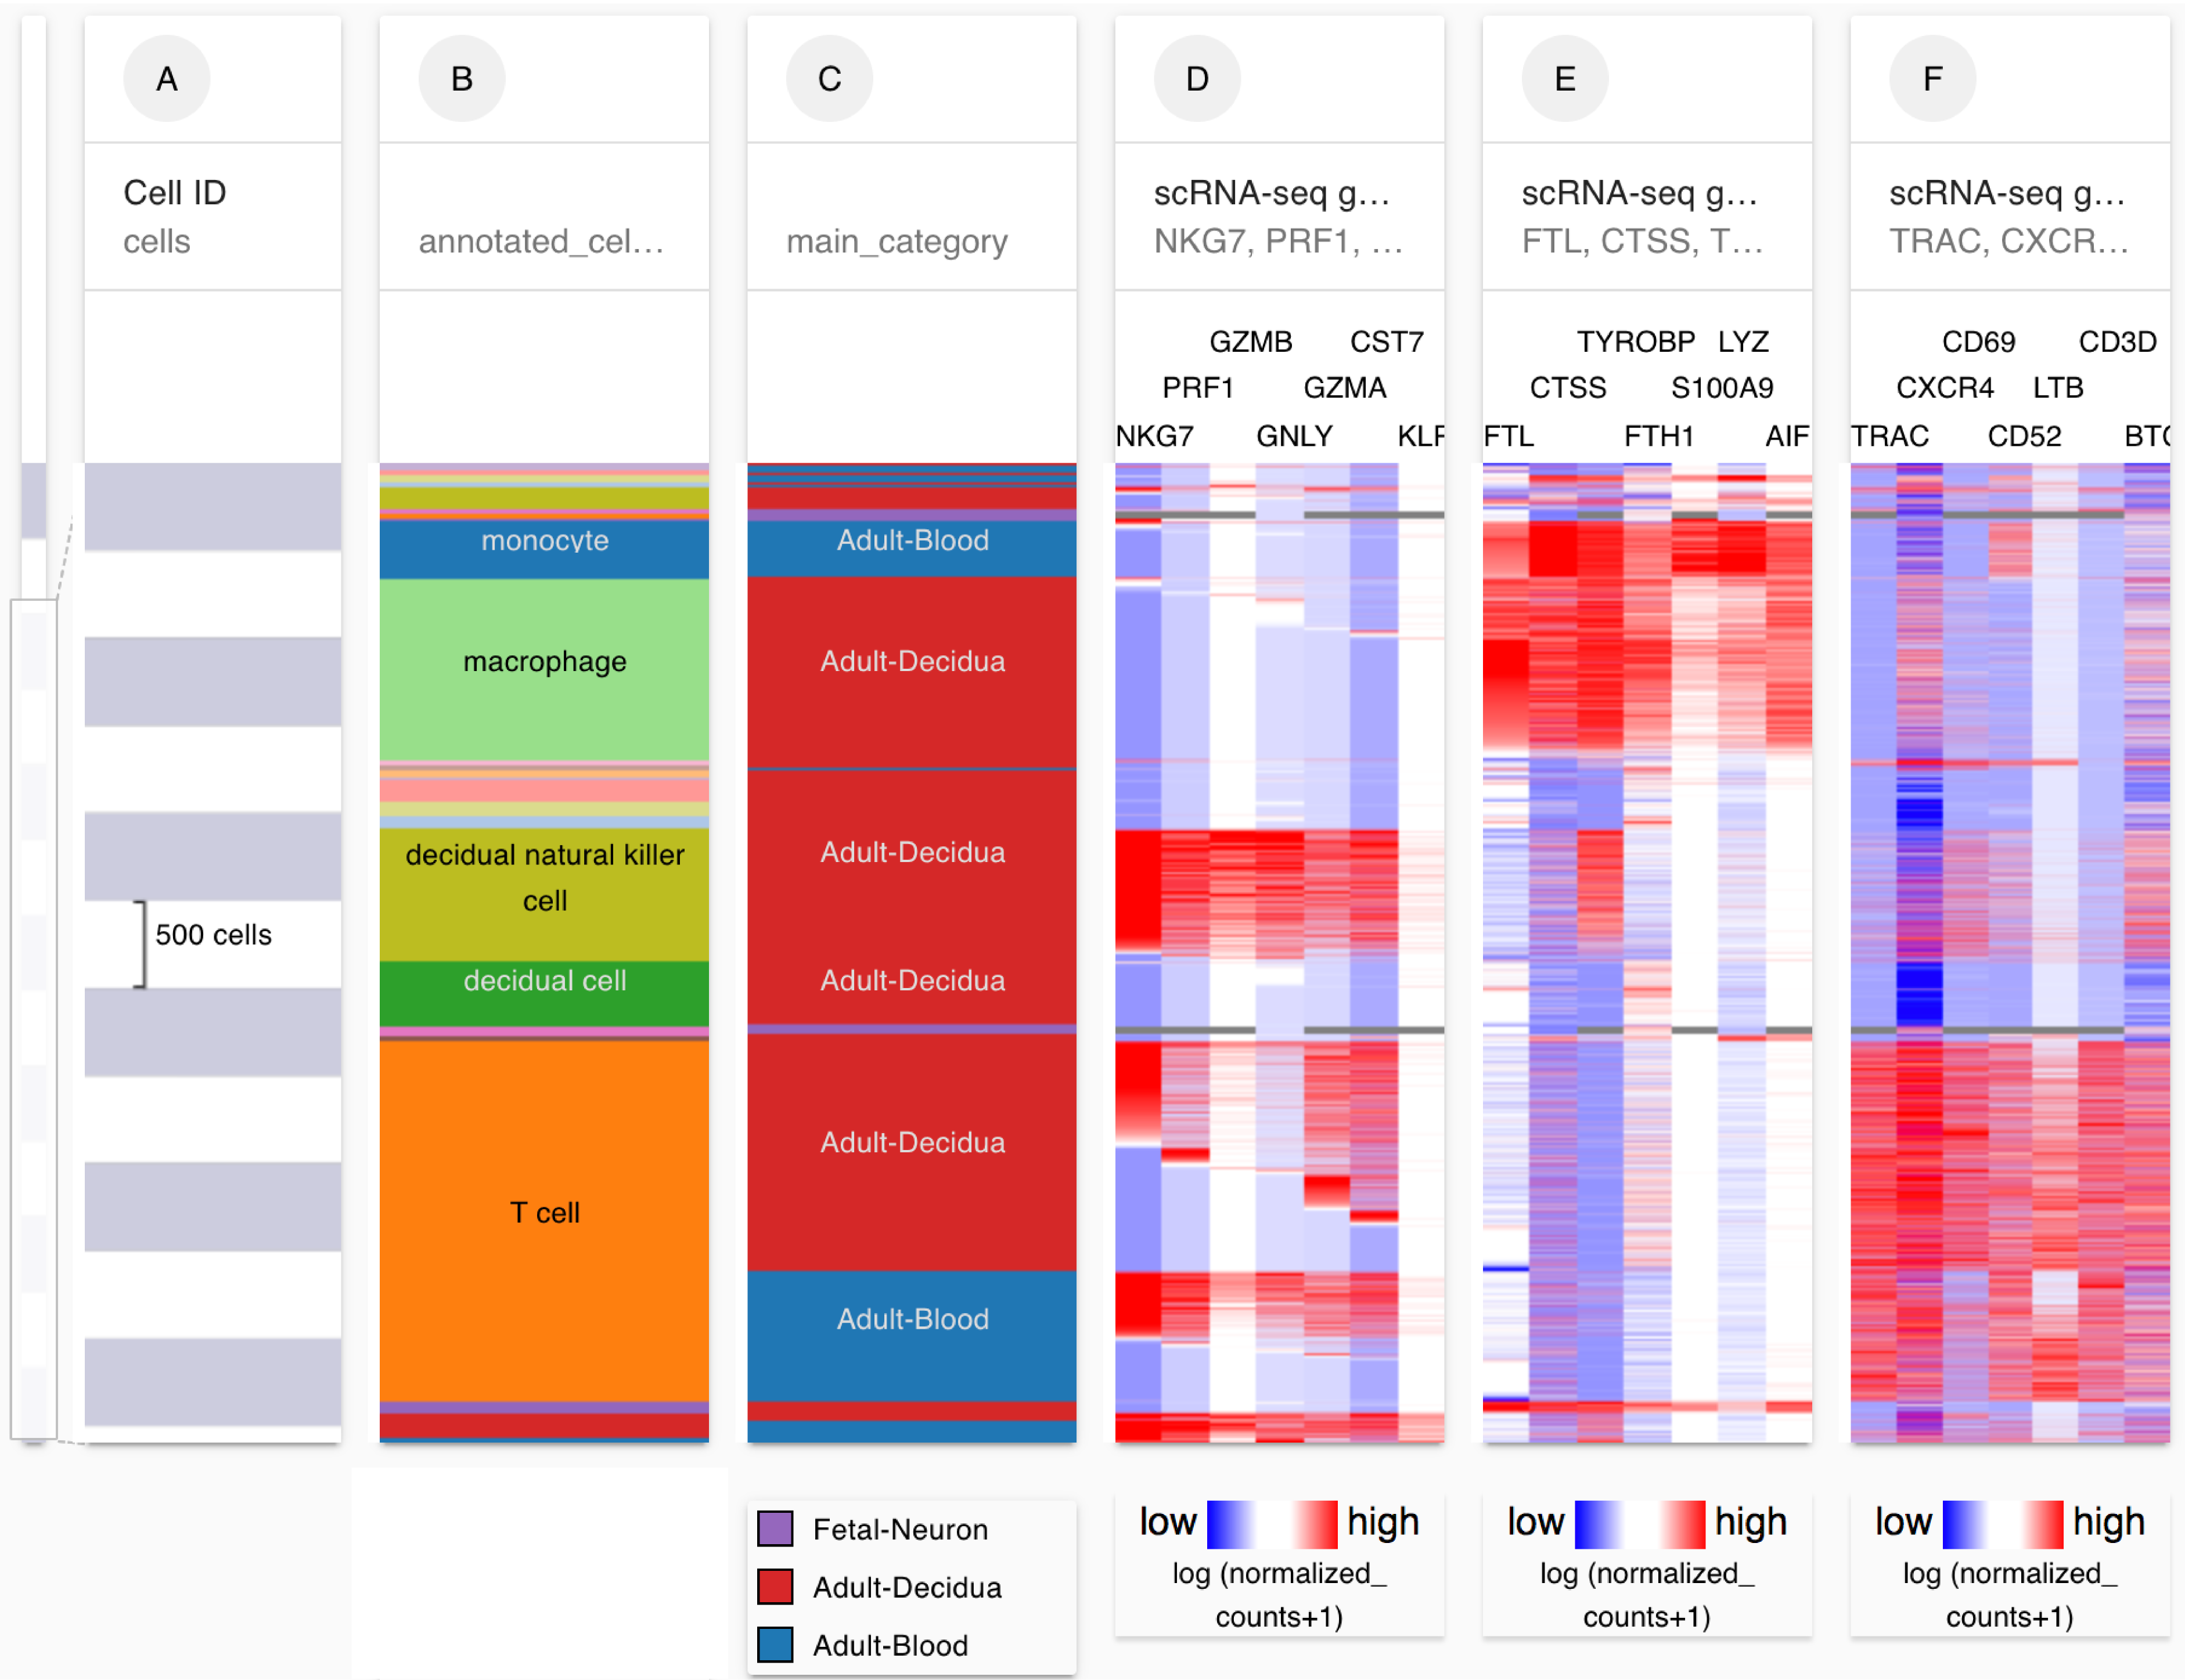 A
B
C
D
E
F
Cell ID
cells
annotated_cel...
main_category
scRNA-seq g...
NKG7, PRF1, ...
scRNA-seq g...
FTL, CTSS, T...
scRNA-seq g...
TRAC, CXCR...
GZMB CST7
PRF1 GZMA
NKG7 GNLY KLF
TYROBP LYZ
CTSS S100A9
FTL FTH1 AIF
CD69 CD3D
CXCR4 LTB
TRAC CD52 BTG
monocyte
macrophage
decidual natural killer
cell
decidual cell
T cell
500 cells
Adult-Blood
Adult-Decidua
Adult-Decidua
Adult-Decidua
Adult-Decidua
Adult-Blood
Fetal-Neuron
Adult-Decidua
Adult-Blood
low high
log (normalized_
counts+1)
low high
log (normalized_
counts+1)
low high
log (normalized_
counts+1)